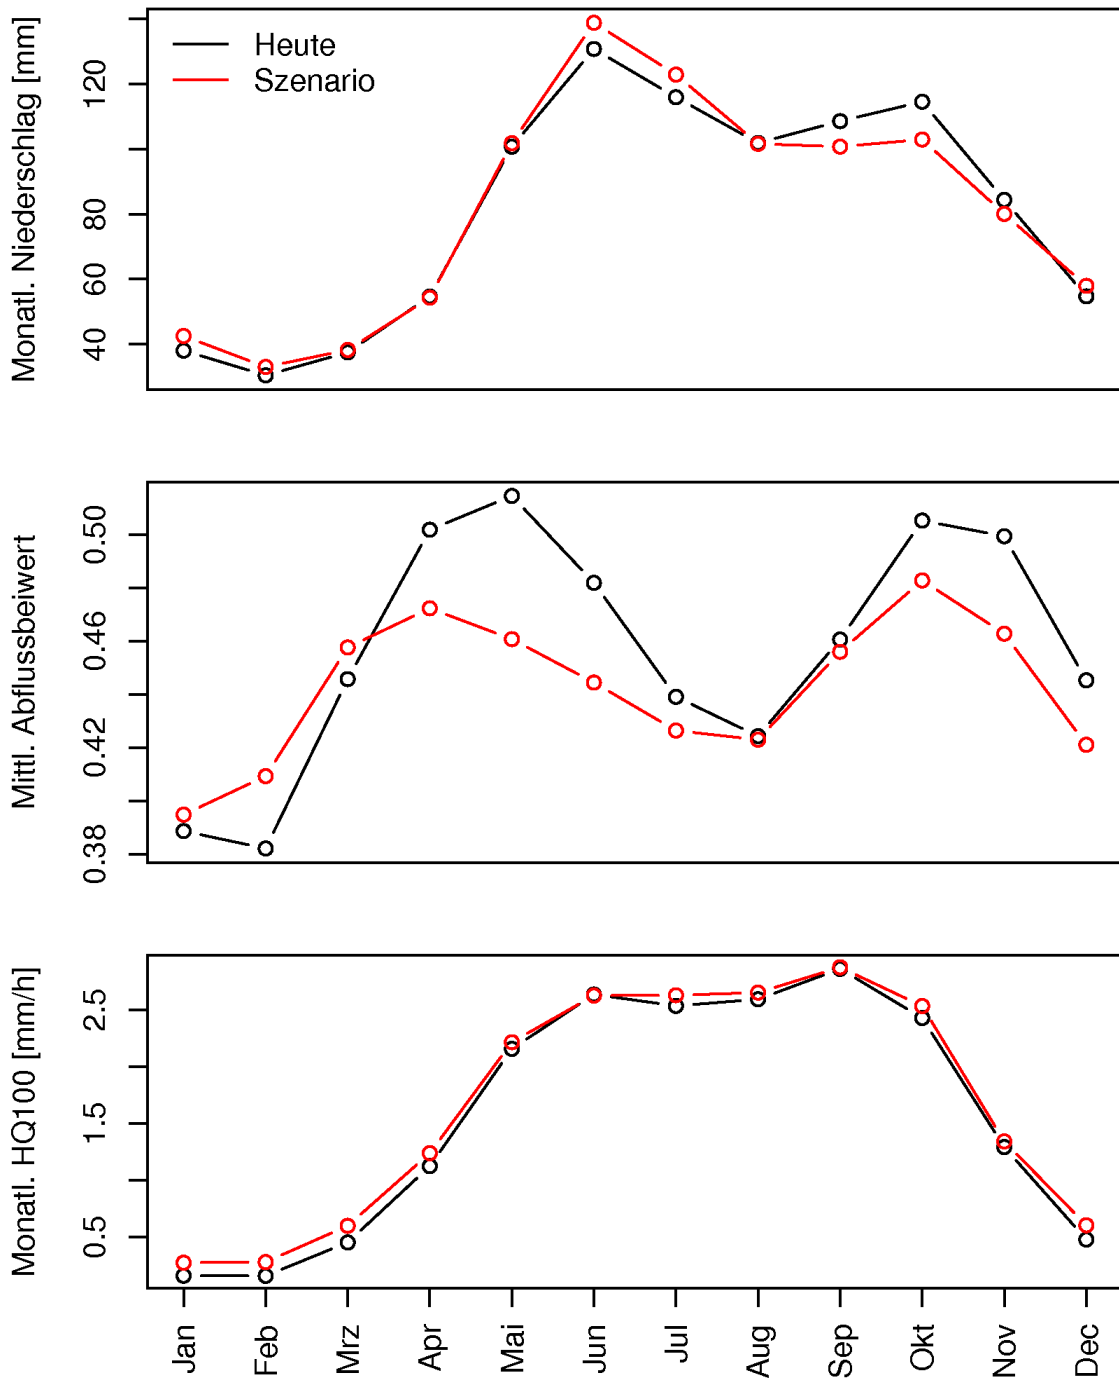 Monatl. Niederschlag [mm]
120
80
60
40
Heute
Szenario
Mittl. Abflussbeiwert
0.50
0.46
0.42
0.38
Monatl. HQ100 [mm/h]
2.5
1.5
0.5
Jan Feb Mrz Apr Mai Jun Jul Aug Sep Okt Nov Dec